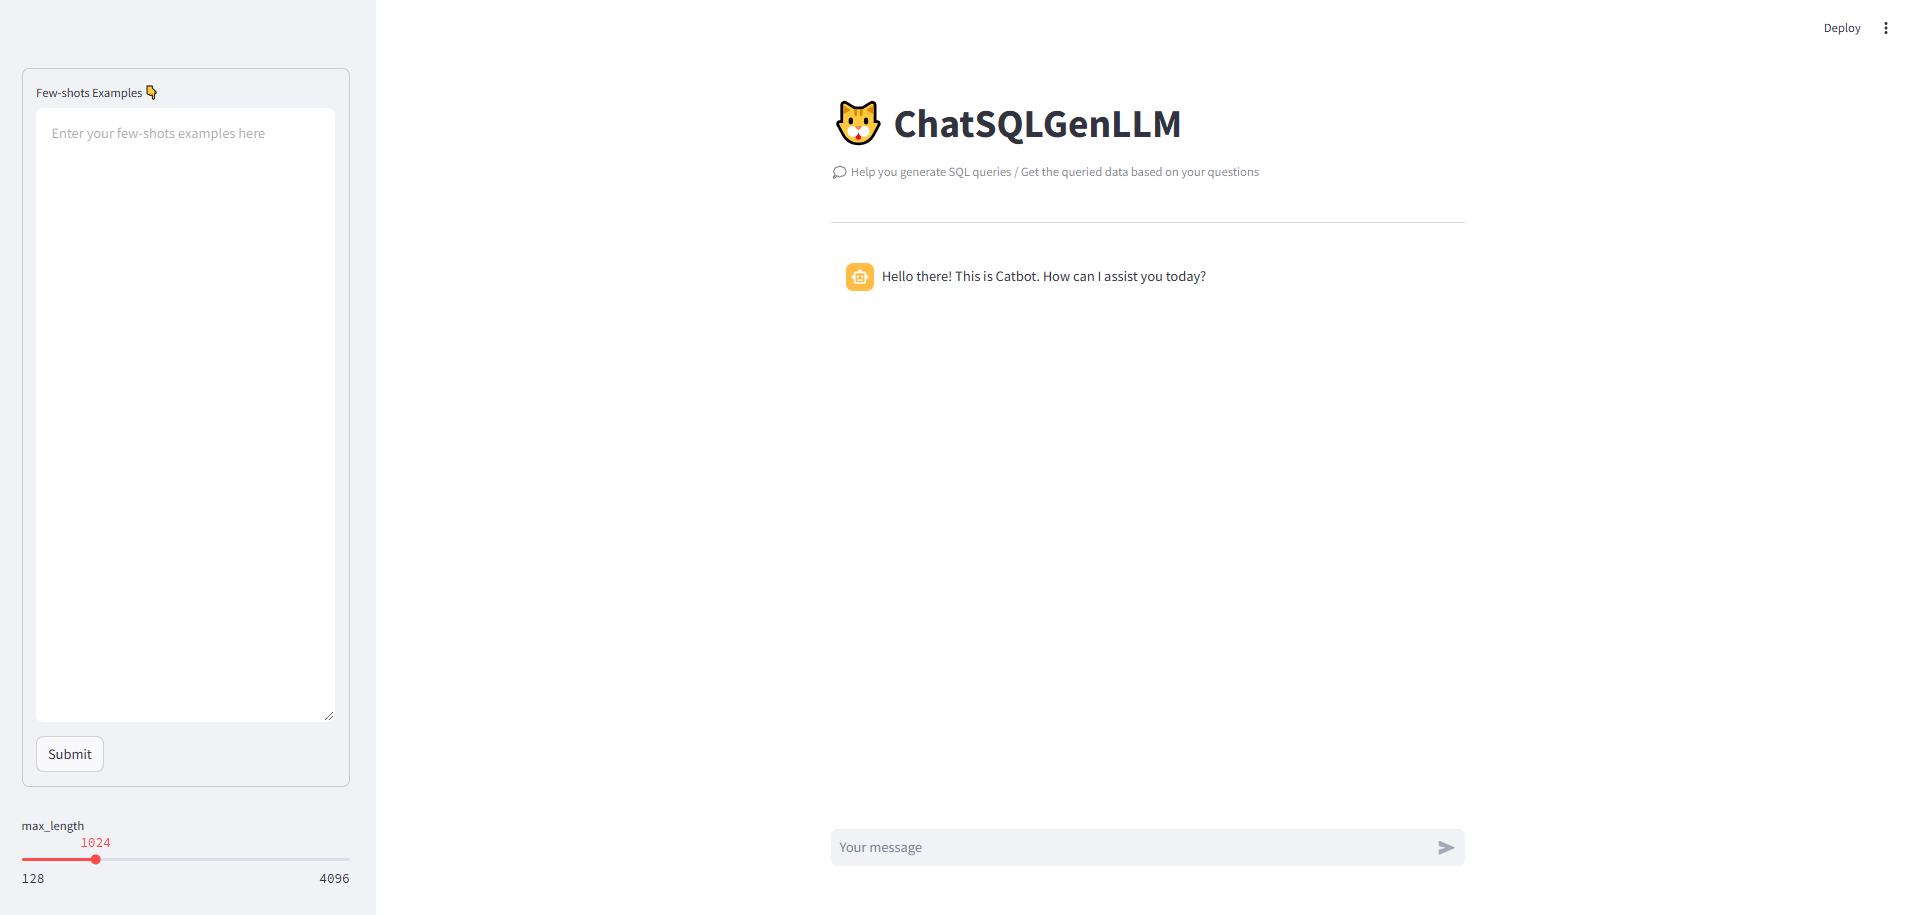 Deploy
Few-shots Examples 👇
Enter your few-shots examples here
Submit
max_length
1024
128 4096
🐱 ChatSQLGenLLM
💬 Help you generate SQL queries / Get the queried data based on your questions
Hello there! This is Catbot. How can I assist you today?
Your message